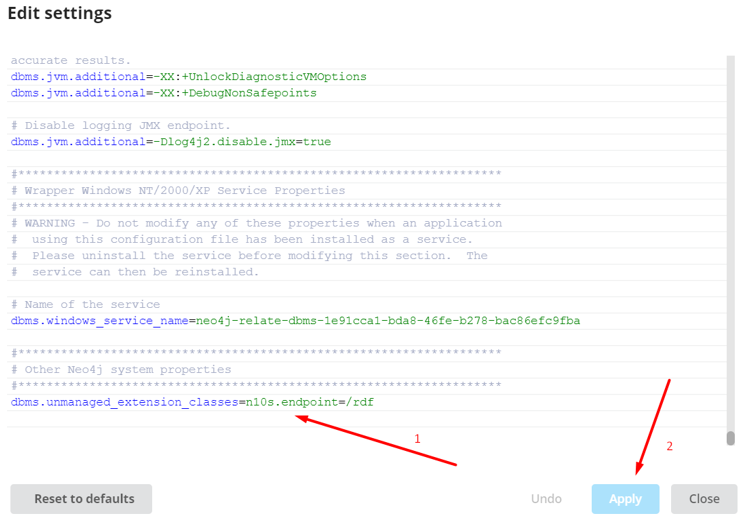 Edit settings
accurate results.
dbms.jvm.additional=-XX:+UnlockDiagnosticVMOptions
dbms.jvm.additional=-XX:+DebugNonSafepoints
# Disable logging JMX endpoint.
dbms.jvm.additional=-Dlog4j2.disable.jmx=true
#********************************************************************
# Wrapper Windows NT/2000/XP Service Properties
#********************************************************************
# WARNING - Do not modify any of these properties when an application
#  using this configuration file has been installed as a service.
#  Please uninstall the service before modifying this section.  The
#  service can then be reinstalled.
# Name of the service
dbms.windows_service_name=neo4j-relate-dbms-1e91cca1-bda8-46fe-b278-bac86efc9fba
#********************************************************************
# Other Neo4j system properties
#********************************************************************
dbms.unmanaged_extension_classes=n10s.endpoint=/rdf
1
2
Reset to defaults
Undo
Apply
Close